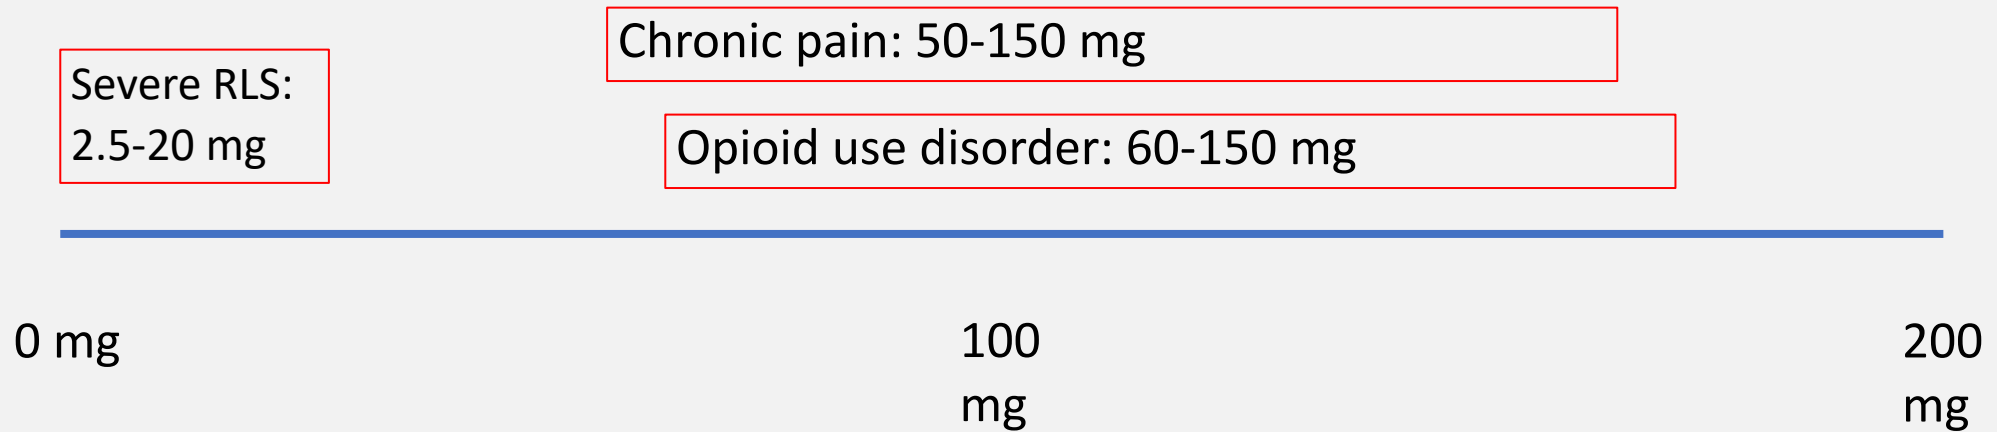 Chronic pain: 50-150 mg
Severe RLS:
2.5-20 mg
Opioid use disorder: 60-150 mg
0 mg
100
mg
200
mg